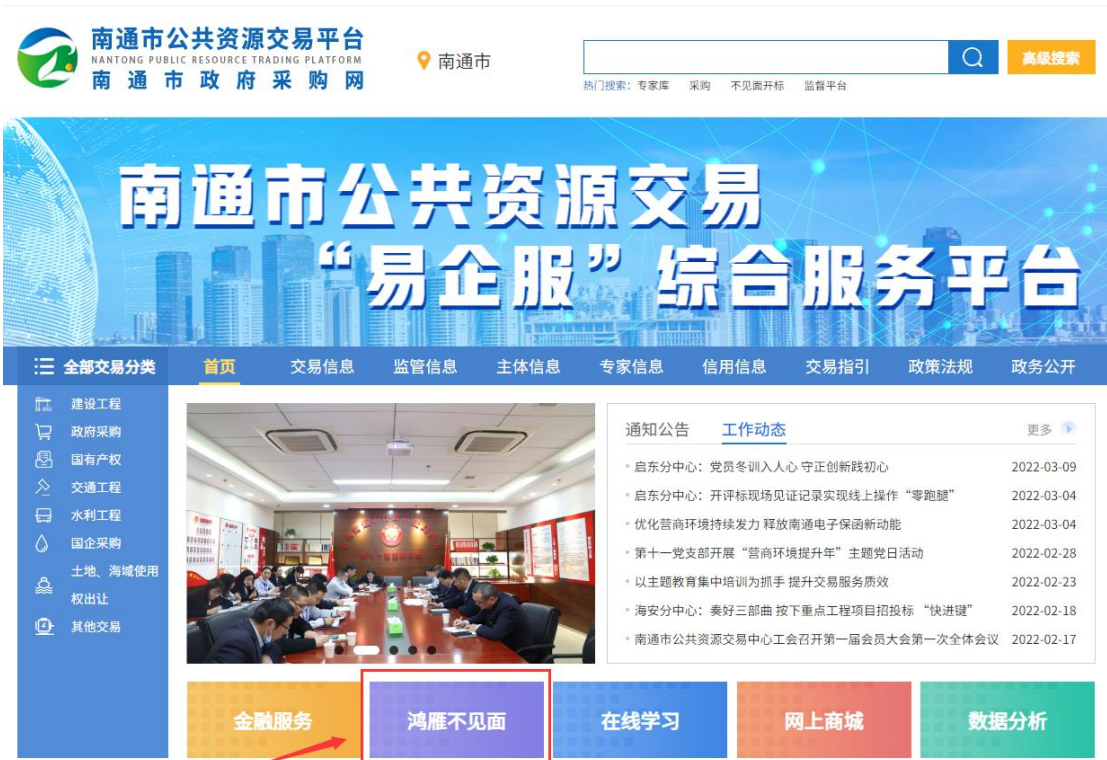 南通市公共资源交易平台
NANTONG PUBLIC RESOURCE TRADING PLATFORM
南通市政府采购网
南通市
高级搜索
热门搜索：专家库 采购 不见面开标 监督平台
南通市公共资源交易
“易企服”综合服务平台
全部交易分类 首页 交易信息 监管信息 主体信息 专家信息 信用信息 交易指引 政策法规 政务公开
建设工程
政府采购
国有产权
交通工程
水利工程
国企采购
土地、海域使用
权出让
其他交易
通知公告 工作动态 更多
启东分中心：党员冬训入人心 守正创新践初心 2022-03-09
启东分中心：开评标现场见证记录实现线上操作“零跑腿” 2022-03-04
优化营商环境持续发力 释放南通电子保函新动能 2022-03-04
第十一党支部开展“营商环境提升年”主题党日活动 2022-02-28
以主题教育集中培训为抓手 提升交易服务质效 2022-02-23
海安分中心：奏好三部曲 按下重点工程项目招投标 “快进键” 2022-02-18
南通市公共资源交易中心工会召开第一届会员大会第一次全体会议 2022-02-17
金融服务 鸿雁不见面 在线学习 网上商城 数据分析